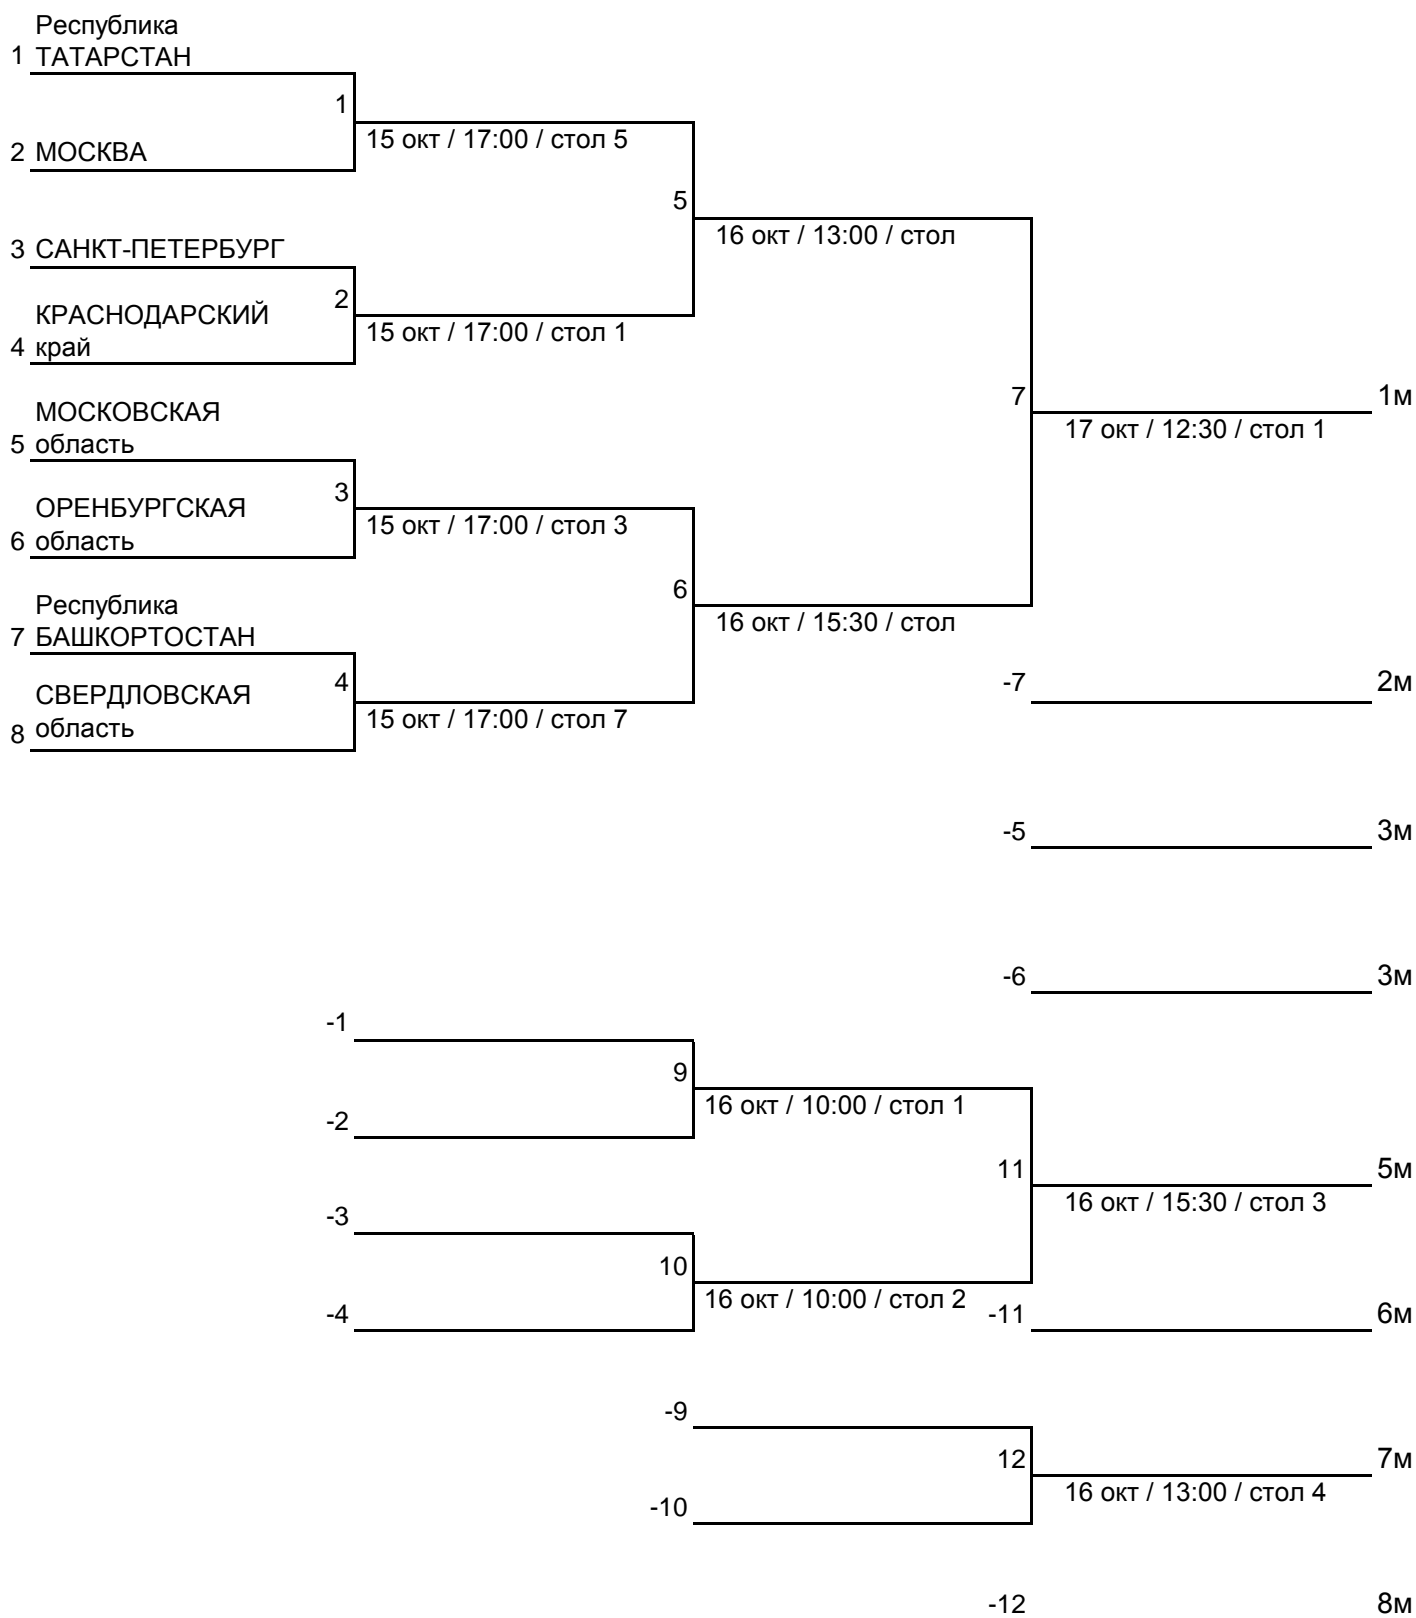 Республика
1 ТАТАРСТАН
1
15 окт / 17:00 / стол 5
2 МОСКВА
5
16 окт / 13:00 / стол
3 САНКТ-ПЕТЕРБУРГ
2
КРАСНОДАРСКИЙ
15 окт / 17:00 / стол 1
4 край
7
1м
МОСКОВСКАЯ
17 окт / 12:30 / стол 1
5 область
3
ОРЕНБУРГСКАЯ
15 окт / 17:00 / стол 3
6 область
6
Республика
16 окт / 15:30 / стол
7 БАШКОРТОСТАН
4
-7
2м
СВЕРДЛОВСКАЯ
15 окт / 17:00 / стол 7
8 область
-5
3м
-6
3м
-1
9
16 окт / 10:00 / стол 1
-2
11
5м
16 окт / 15:30 / стол 3
-3
10
16 окт / 10:00 / стол 2
-4
-11
6м
-9
12
7м
16 окт / 13:00 / стол 4
-10
-12
8м